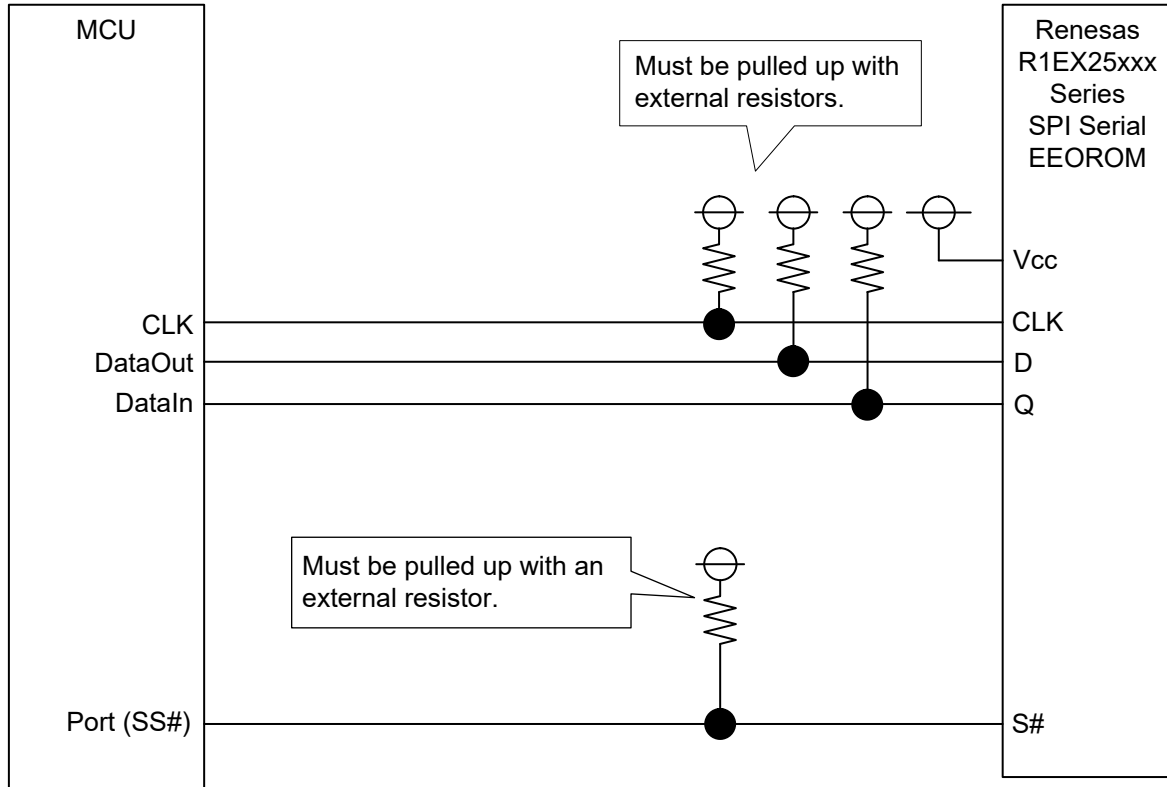 MCU
Must be pulled up with
external resistors.
Renesas
R1EX25xxx
Series
SPI Serial
EEOROM
Vcc
CLK
CLK
DataOut
D
DataIn
Q
Must be pulled up with an
external resistor.
Port (SS#)
S#